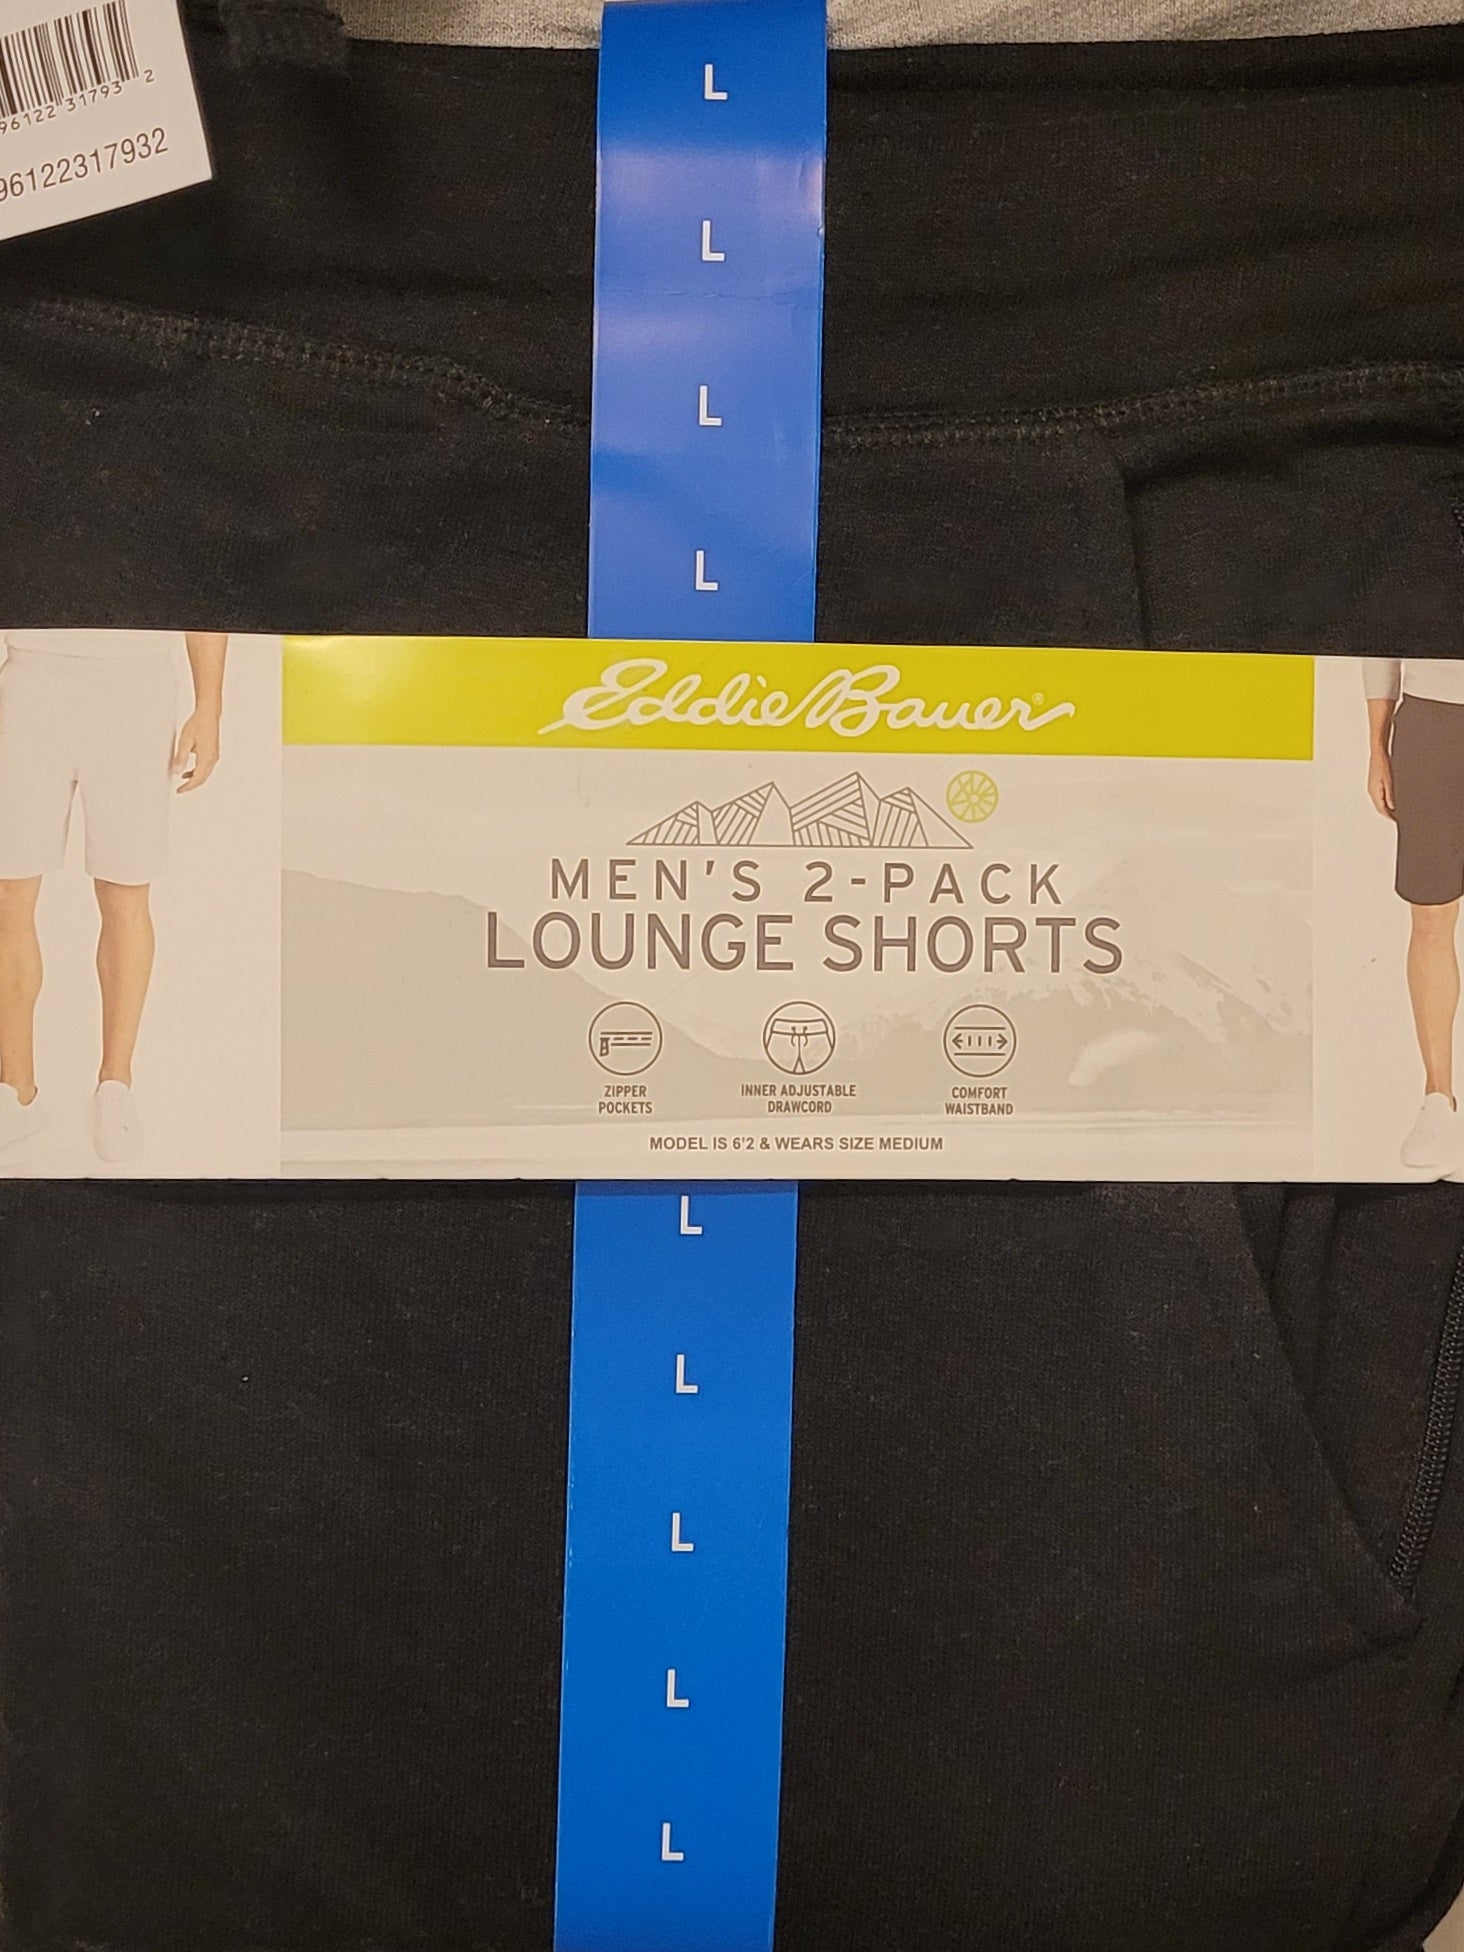 96122 31793 2
96122317932
L
L
L
L
Eddie Bauer®
MEN'S 2-PACK
LOUNGE SHORTS
ZIPPER
POCKETS
INNER ADJUSTABLE
DRAWCORD
COMFORT
WAISTBAND
MODEL IS 6'2 & WEARS SIZE MEDIUM
L
L
L
L
L